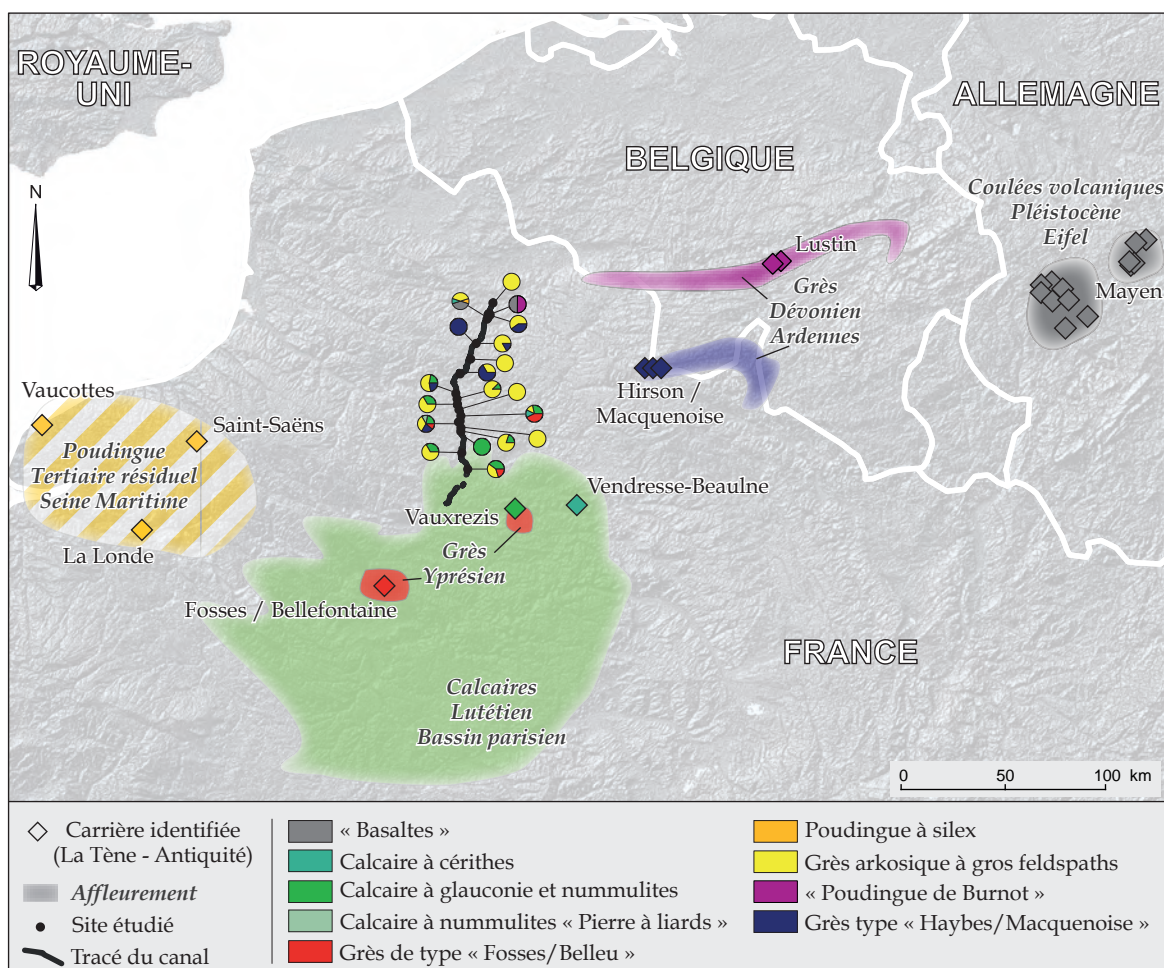 ROYAUME-
UNI
ALLEMAGNE
BELGIQUE
Coulées volcaniques
Pléistocène
Eifel
N
Lustin
Mayen
Grès
Dévonien
Ardennes
Hirson /
Macquenoise
Vaucottes
Saint-Saëns
Poudingue
Tertiaire résiduel
Seine Maritime
La Londe
Vendresse-Beaulne
Vauxrezis
Grès
Yprésien
Fosses / Bellefontaine
FRANCE
Calcaires
Lutétien
Bassin parisien
0 50 100 km
Carrière identifiée
(La Tène - Antiquité)
Affleurement
Site étudié
Tracé du canal
« Basaltes »
Calcaire à cérithes
Calcaire à glauconie et nummulites
Calcaire à nummulites « Pierre à liards »
Grès de type « Fosses/Belleu »
Poudingue à silex
Grès arkosique à gros feldspaths
« Poudingue de Burnot »
Grès type « Haybes/Macquenoise »